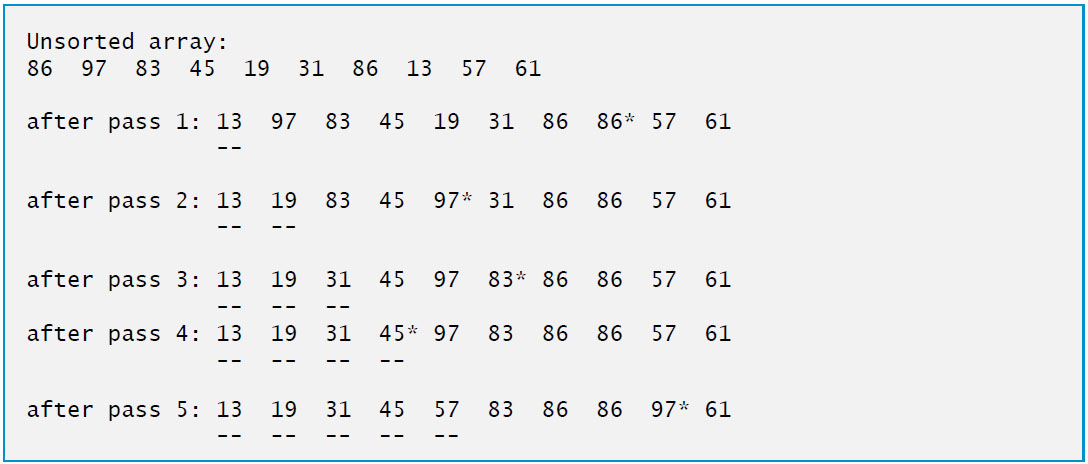 Unsorted array:
86  97  83  45  19  31  86  13  57  61
after pass 1: 13  97  83  45  19  31  86  86* 57  61
--
after pass 2: 13  19  83  45  97* 31  86  86  57  61
--  --
after pass 3: 13  19  31  45  97  83* 86  86  57  61
--  --  --
after pass 4: 13  19  31  45* 97  83  86  86  57  61
--  --  --  --
after pass 5: 13  19  31  45  57  83  86  86  97* 61
--  --  --  --  --